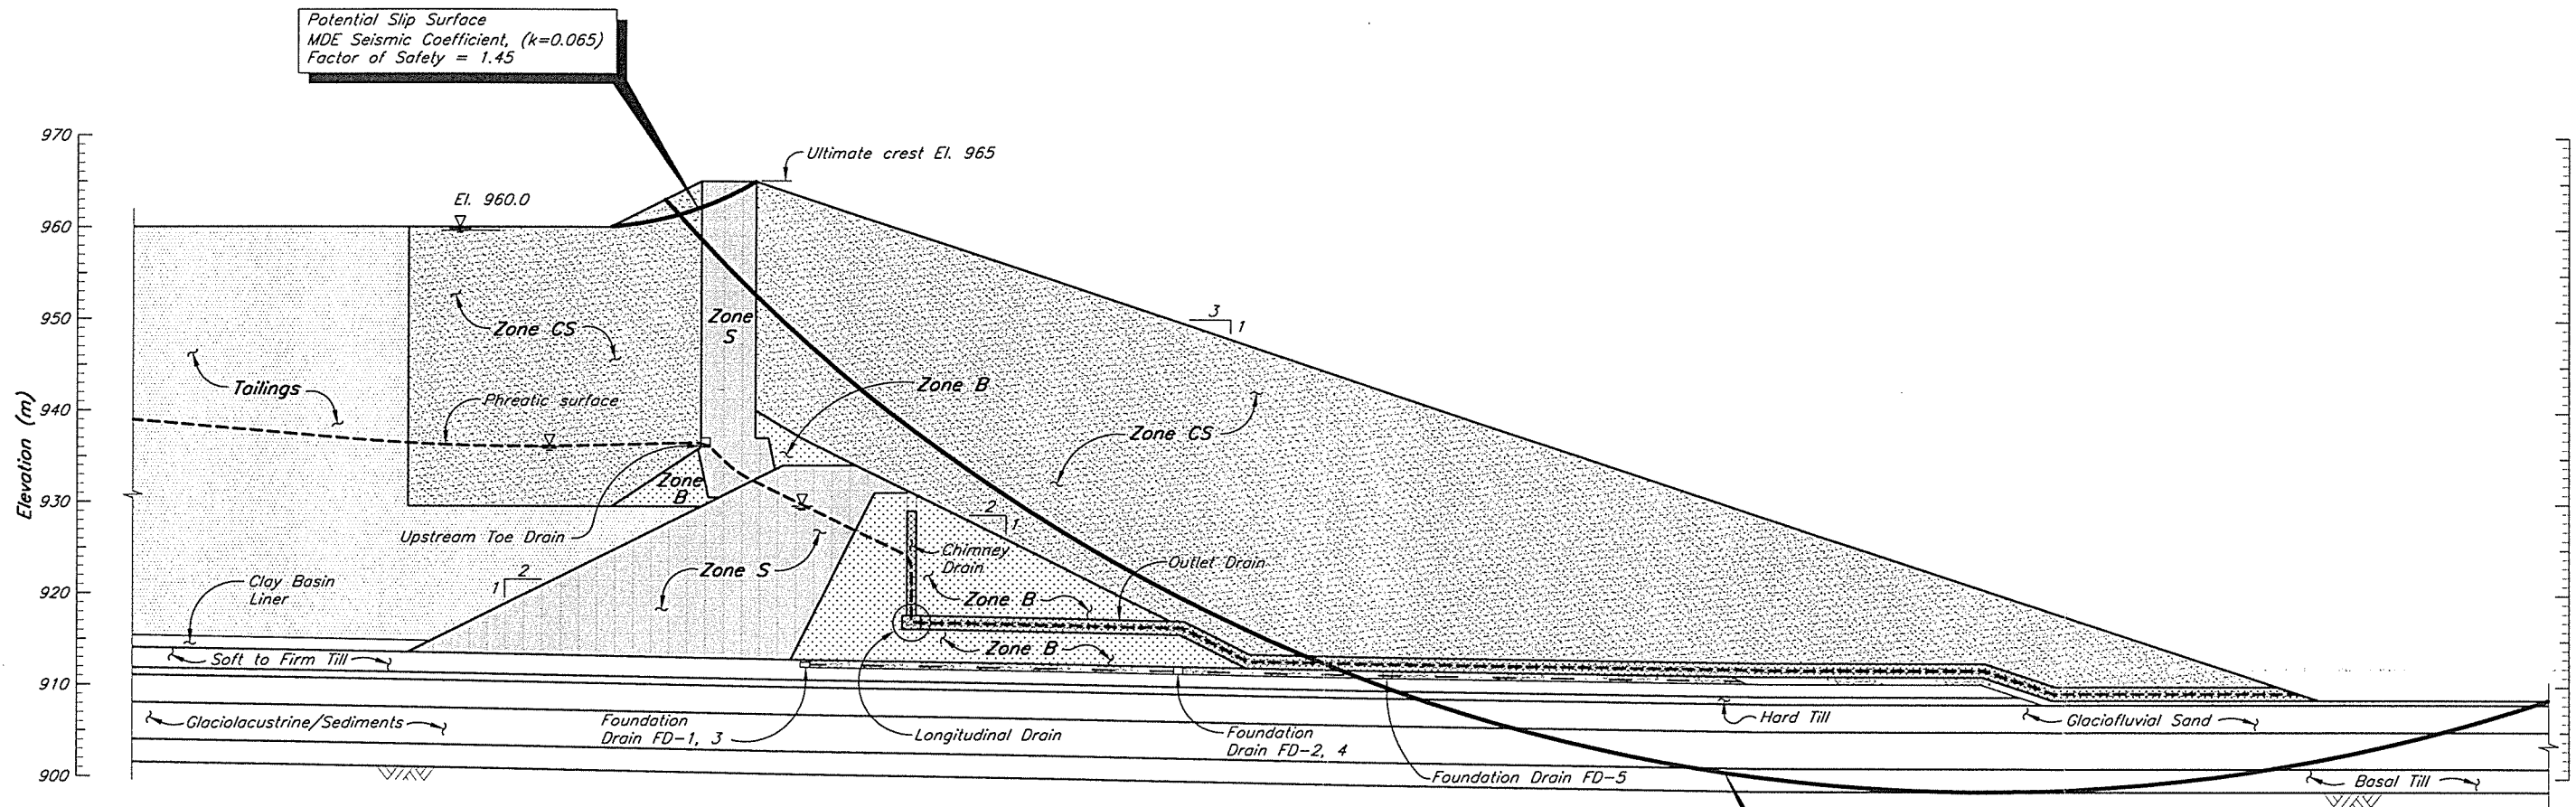 Potential Slip Surface
MDE Seismic Coefficient, (k=0.065)
Factor of Safety = 1.45
970
Ultimate crest El. 965
El. 960.0
960
3
1
950
Zone CS
Zone
S
Zone B
Tailings
Phreatic surface
940
Zone CS
Elevation (m)
Zone
B
930
2
1
Upstream Toe Drain
Chimney
Drain
Outlet Drain
Zone S
2
1
Clay Basin
Liner
920
Zone B
Zone B
Soft to Firm Till
910
Glaciolacustrine/Sediments
Foundation
Drain FD-1, 3
Longitudinal Drain
Foundation
Drain FD-2, 4
Hard Till
Glaciofluvial Sand
900
Foundation Drain FD-5
Basal Till